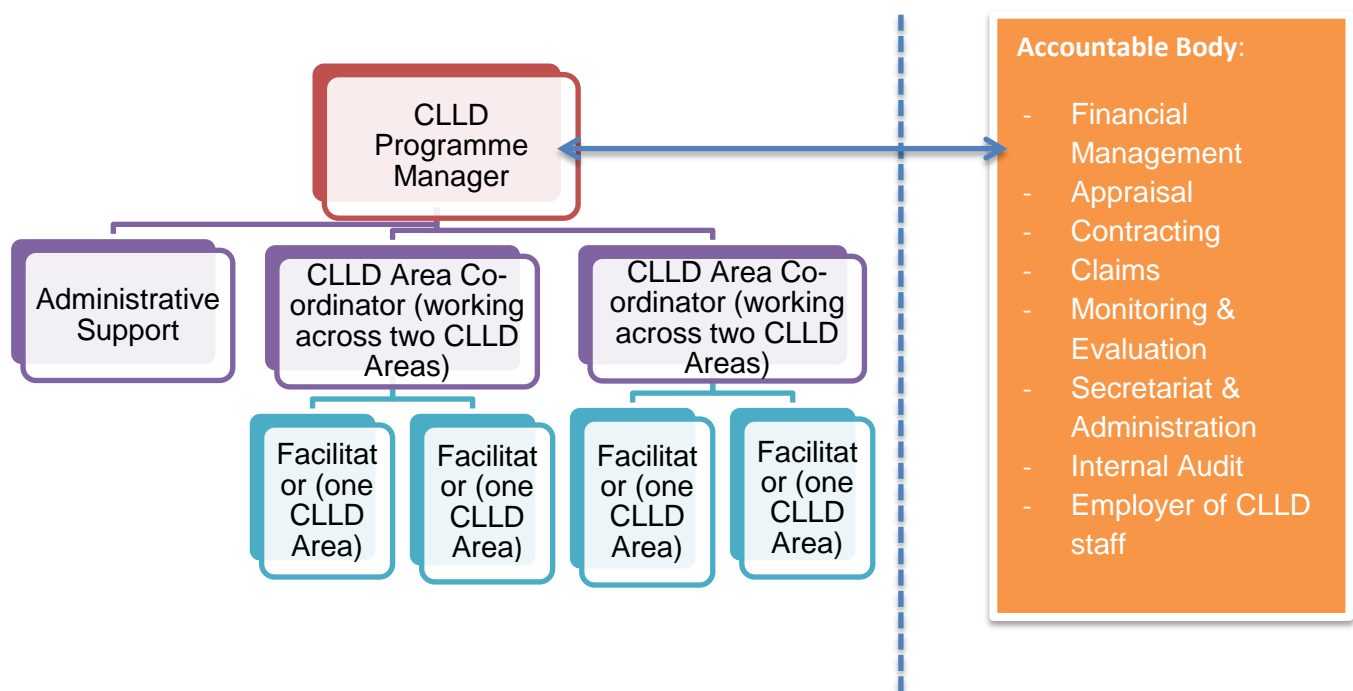 CLLD
Programme
Manager
Administrative
Support
CLLD Area Co-
ordinator (working
across two CLLD
Areas)
CLLD Area Co-
ordinator (working
across two CLLD
Areas)
Facilitat
or (one
CLLD
Area)
Facilitat
or (one
CLLD
Area)
Facilitat
or (one
CLLD
Area)
Facilitat
or (one
CLLD
Area)
Accountable Body:
- Financial
Management
- Appraisal
- Contracting
- Claims
- Monitoring &
Evaluation
- Secretariat &
Administration
- Internal Audit
- Employer of CLLD
staff